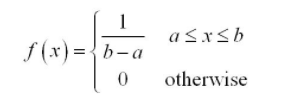 f(x) = { 1/(b−a)  a ≤ x ≤ b
0  otherwise